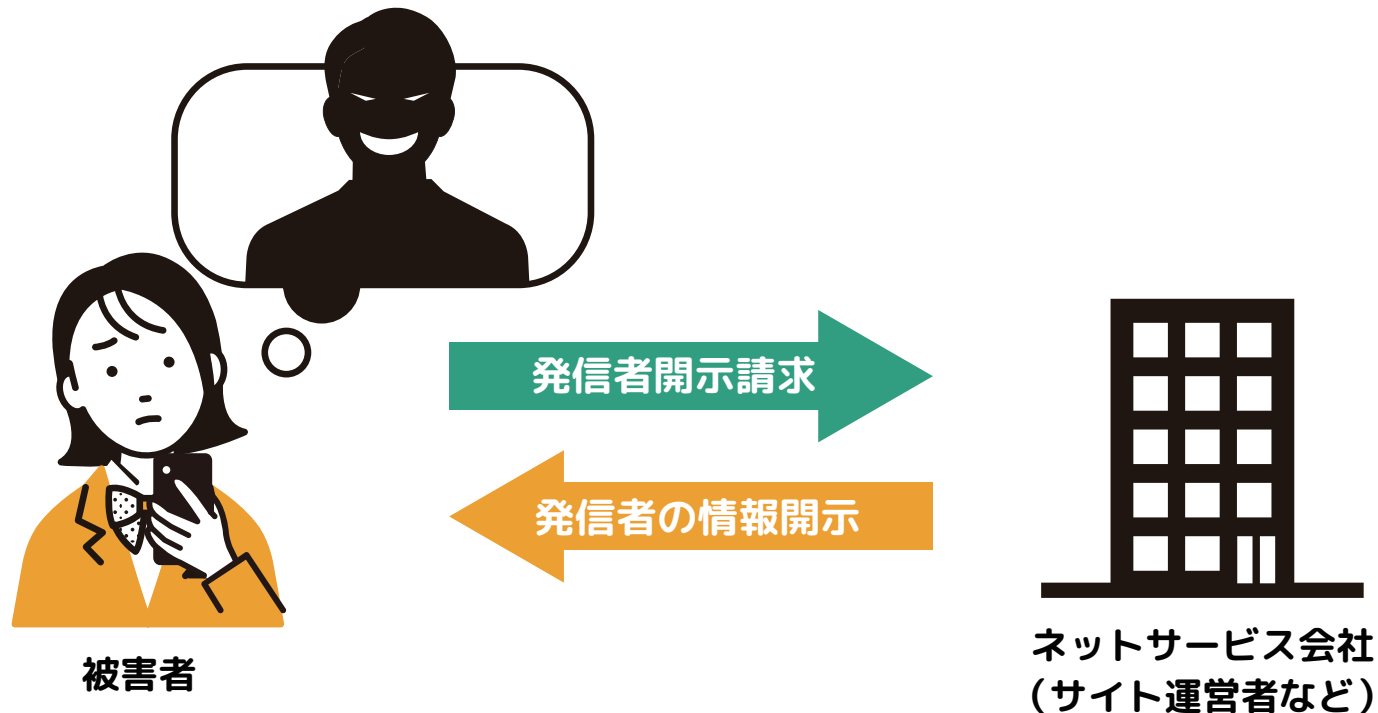 発信者開示請求
発信者の情報開示
被害者
ネットサービス会社
（サイト運営者など）